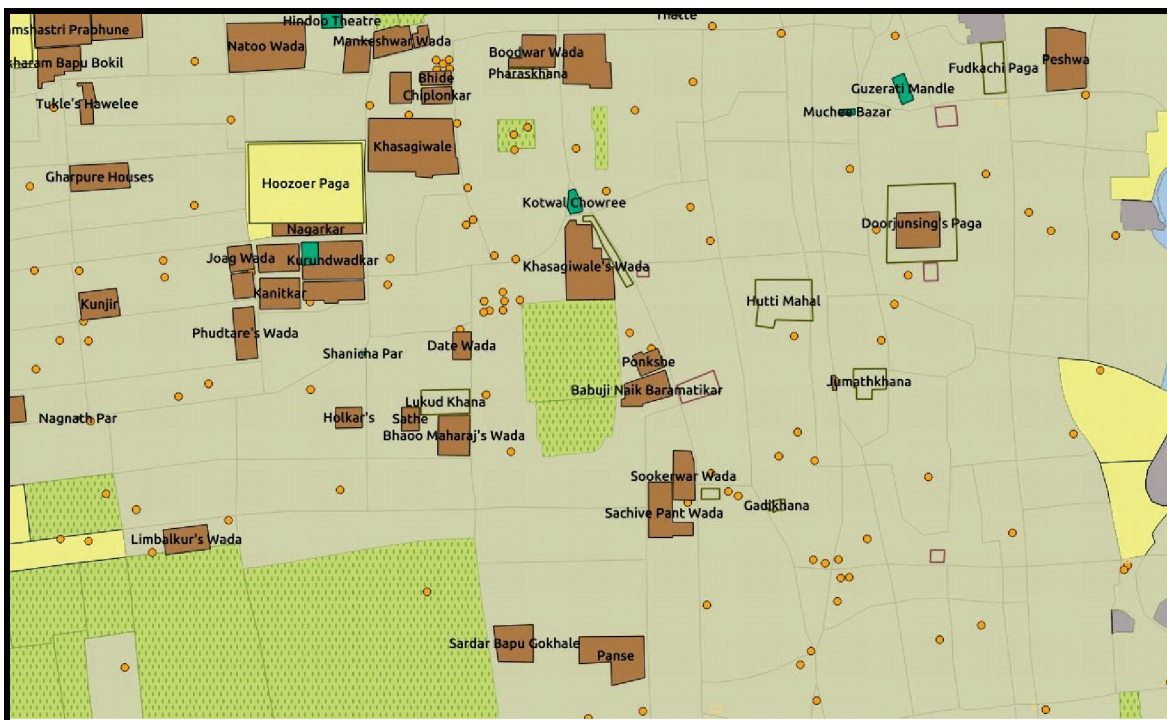 Thatte
Hindoo Theatre
amshastri Prabhune
Natoo Wada
Mankeshwar Wada
Boodwar Wada
Peshwa
kharam Bapu Bokil
Pharaskhana
Fudkachi Paga
Bhide
Guzerati Mandle
Chiplonkar
Tukle's Hawelee
Muchee Bazar
Khasagiwale
Gharpure Houses
Hoozoer Paga
Kotwal Chowree
Doorjunsing's Paga
Nagarkar
Joag Wada
Kurundwadkar
Khasagiwale's Wada
Kanitkar
Kunjir
Hutti Mahal
Phudtare's Wada
Date Wada
Shanicha Par
Ponkshe
Jumathkhana
Babuji Naik Baramatikar
Lukud Khana
Nagnath Par
Holkar's
Sathe
Bhaoo Maharaj's Wada
Sookerwar Wada
Gadikhana
Sachive Pant Wada
Limbalkur's Wada
Sardar Bapu Gokhale
Panse